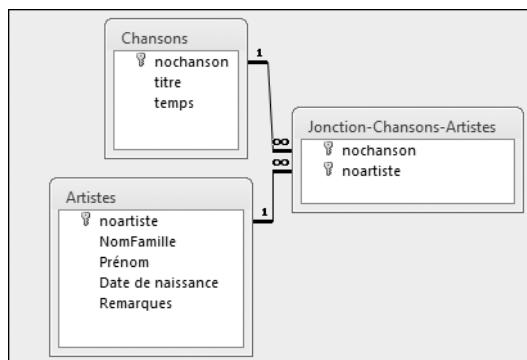 Chansons
nochanson
titre
temps
1
∞
∞
1
Jonction-Chansons-Artistes
nochanson
noartiste
Artistes
noartiste
NomFamille
Prénom
Date de naissance
Remarques